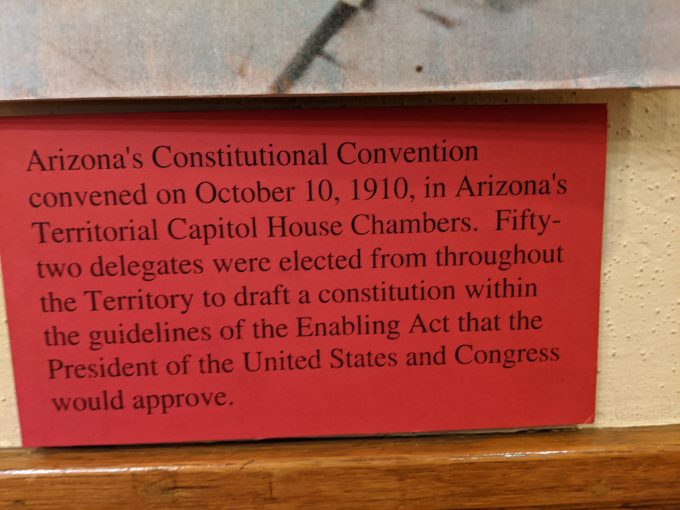 Arizona's Constitutional Convention
convened on October 10, 1910, in Arizona's
Territorial Capitol House Chambers.  Fifty-
two delegates were elected from throughout
the Territory to draft a constitution within
the guidelines of the Enabling Act that the
President of the United States and Congress
would approve.